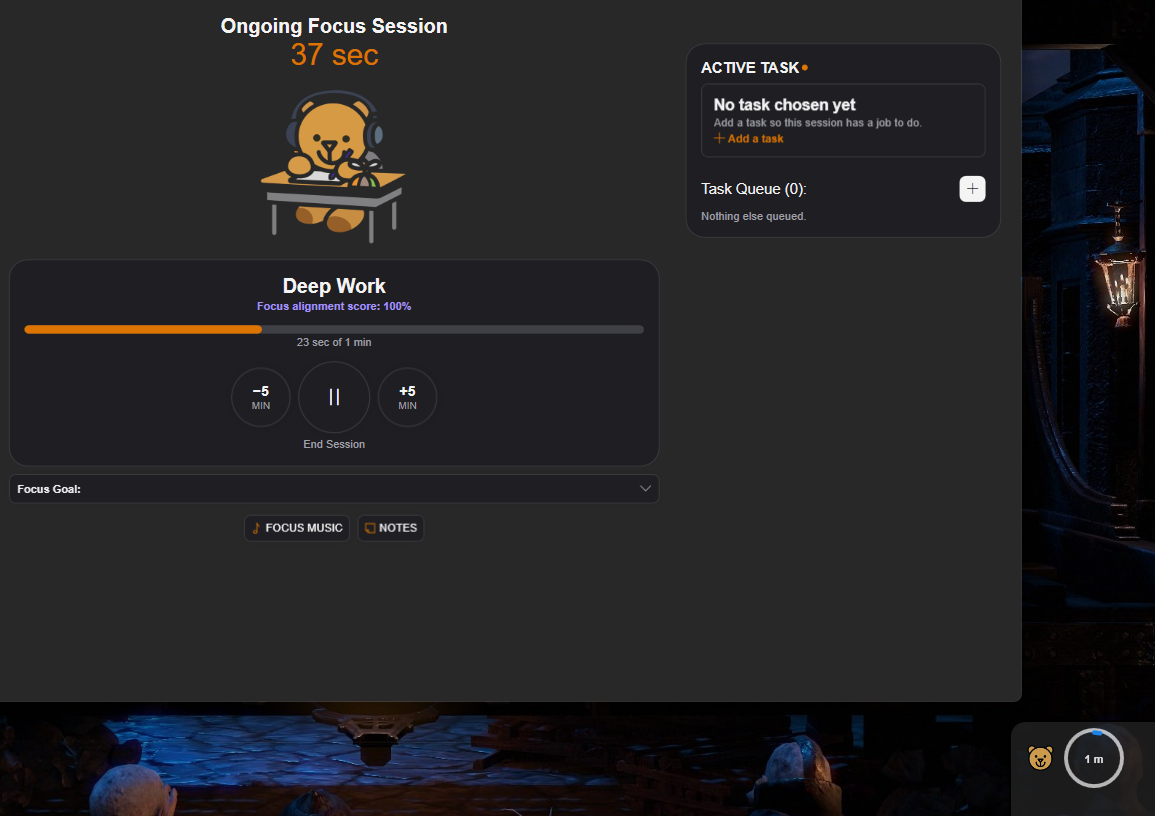 Ongoing Focus Session
37 sec
Deep Work
Focus alignment score: 100%
23 sec of 1 min
−5
MIN
+5
MIN
End Session
Focus Goal:
FOCUS MUSIC
NOTES
ACTIVE TASK
No task chosen yet
Add a task so this session has a job to do.
+ Add a task
Task Queue (0):
+
Nothing else queued.
1 m